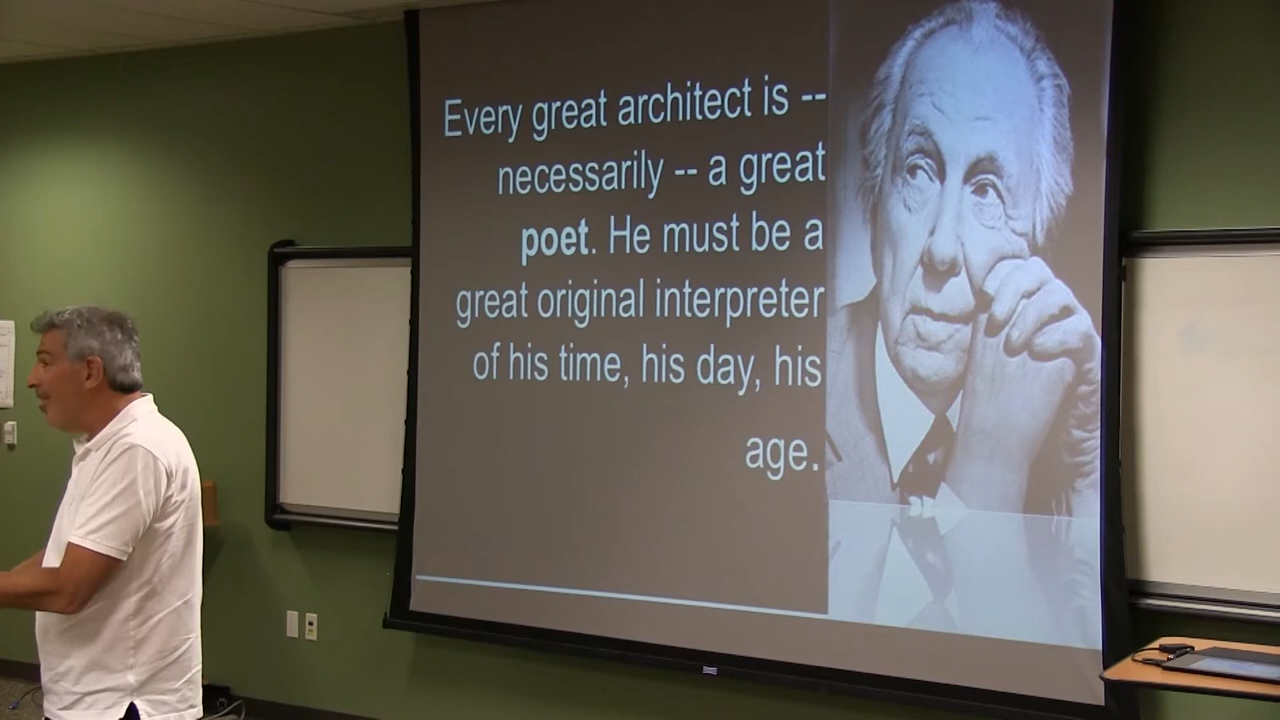 Every great architect is --
necessarily -- a great
poet. He must be a
great original interpreter
of his time, his day, his
age.